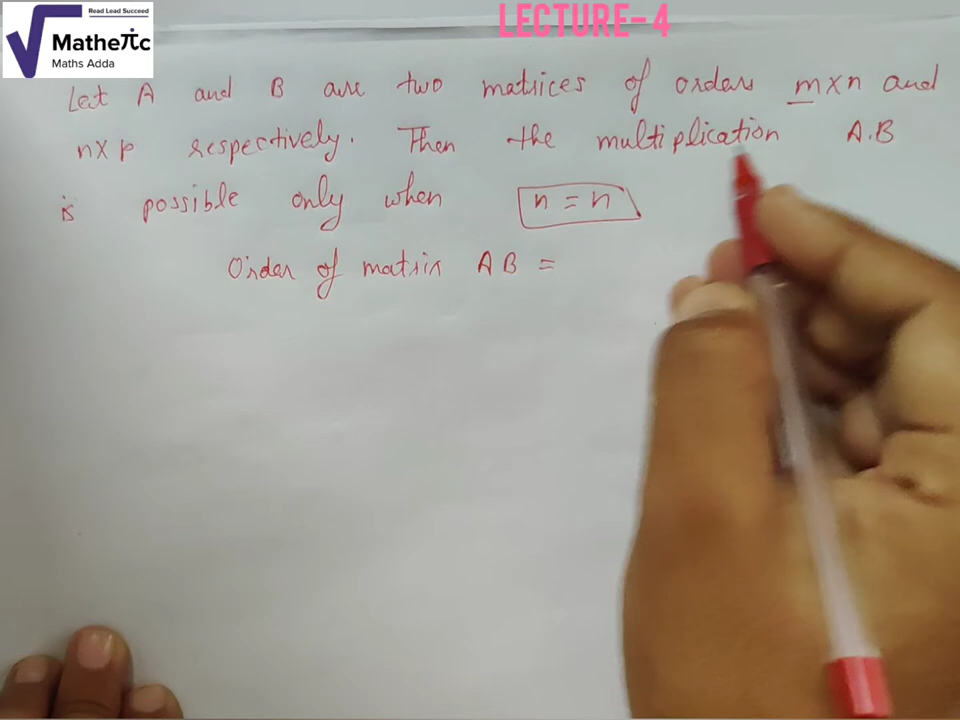 LECTURE-4
Read Lead Succeed
Matheπc
Maths Adda
Let A and B are two matrices of orders m×n and
n×p respectively. Then the multiplication A.B
is possible only when n = n
Order of matrix AB =